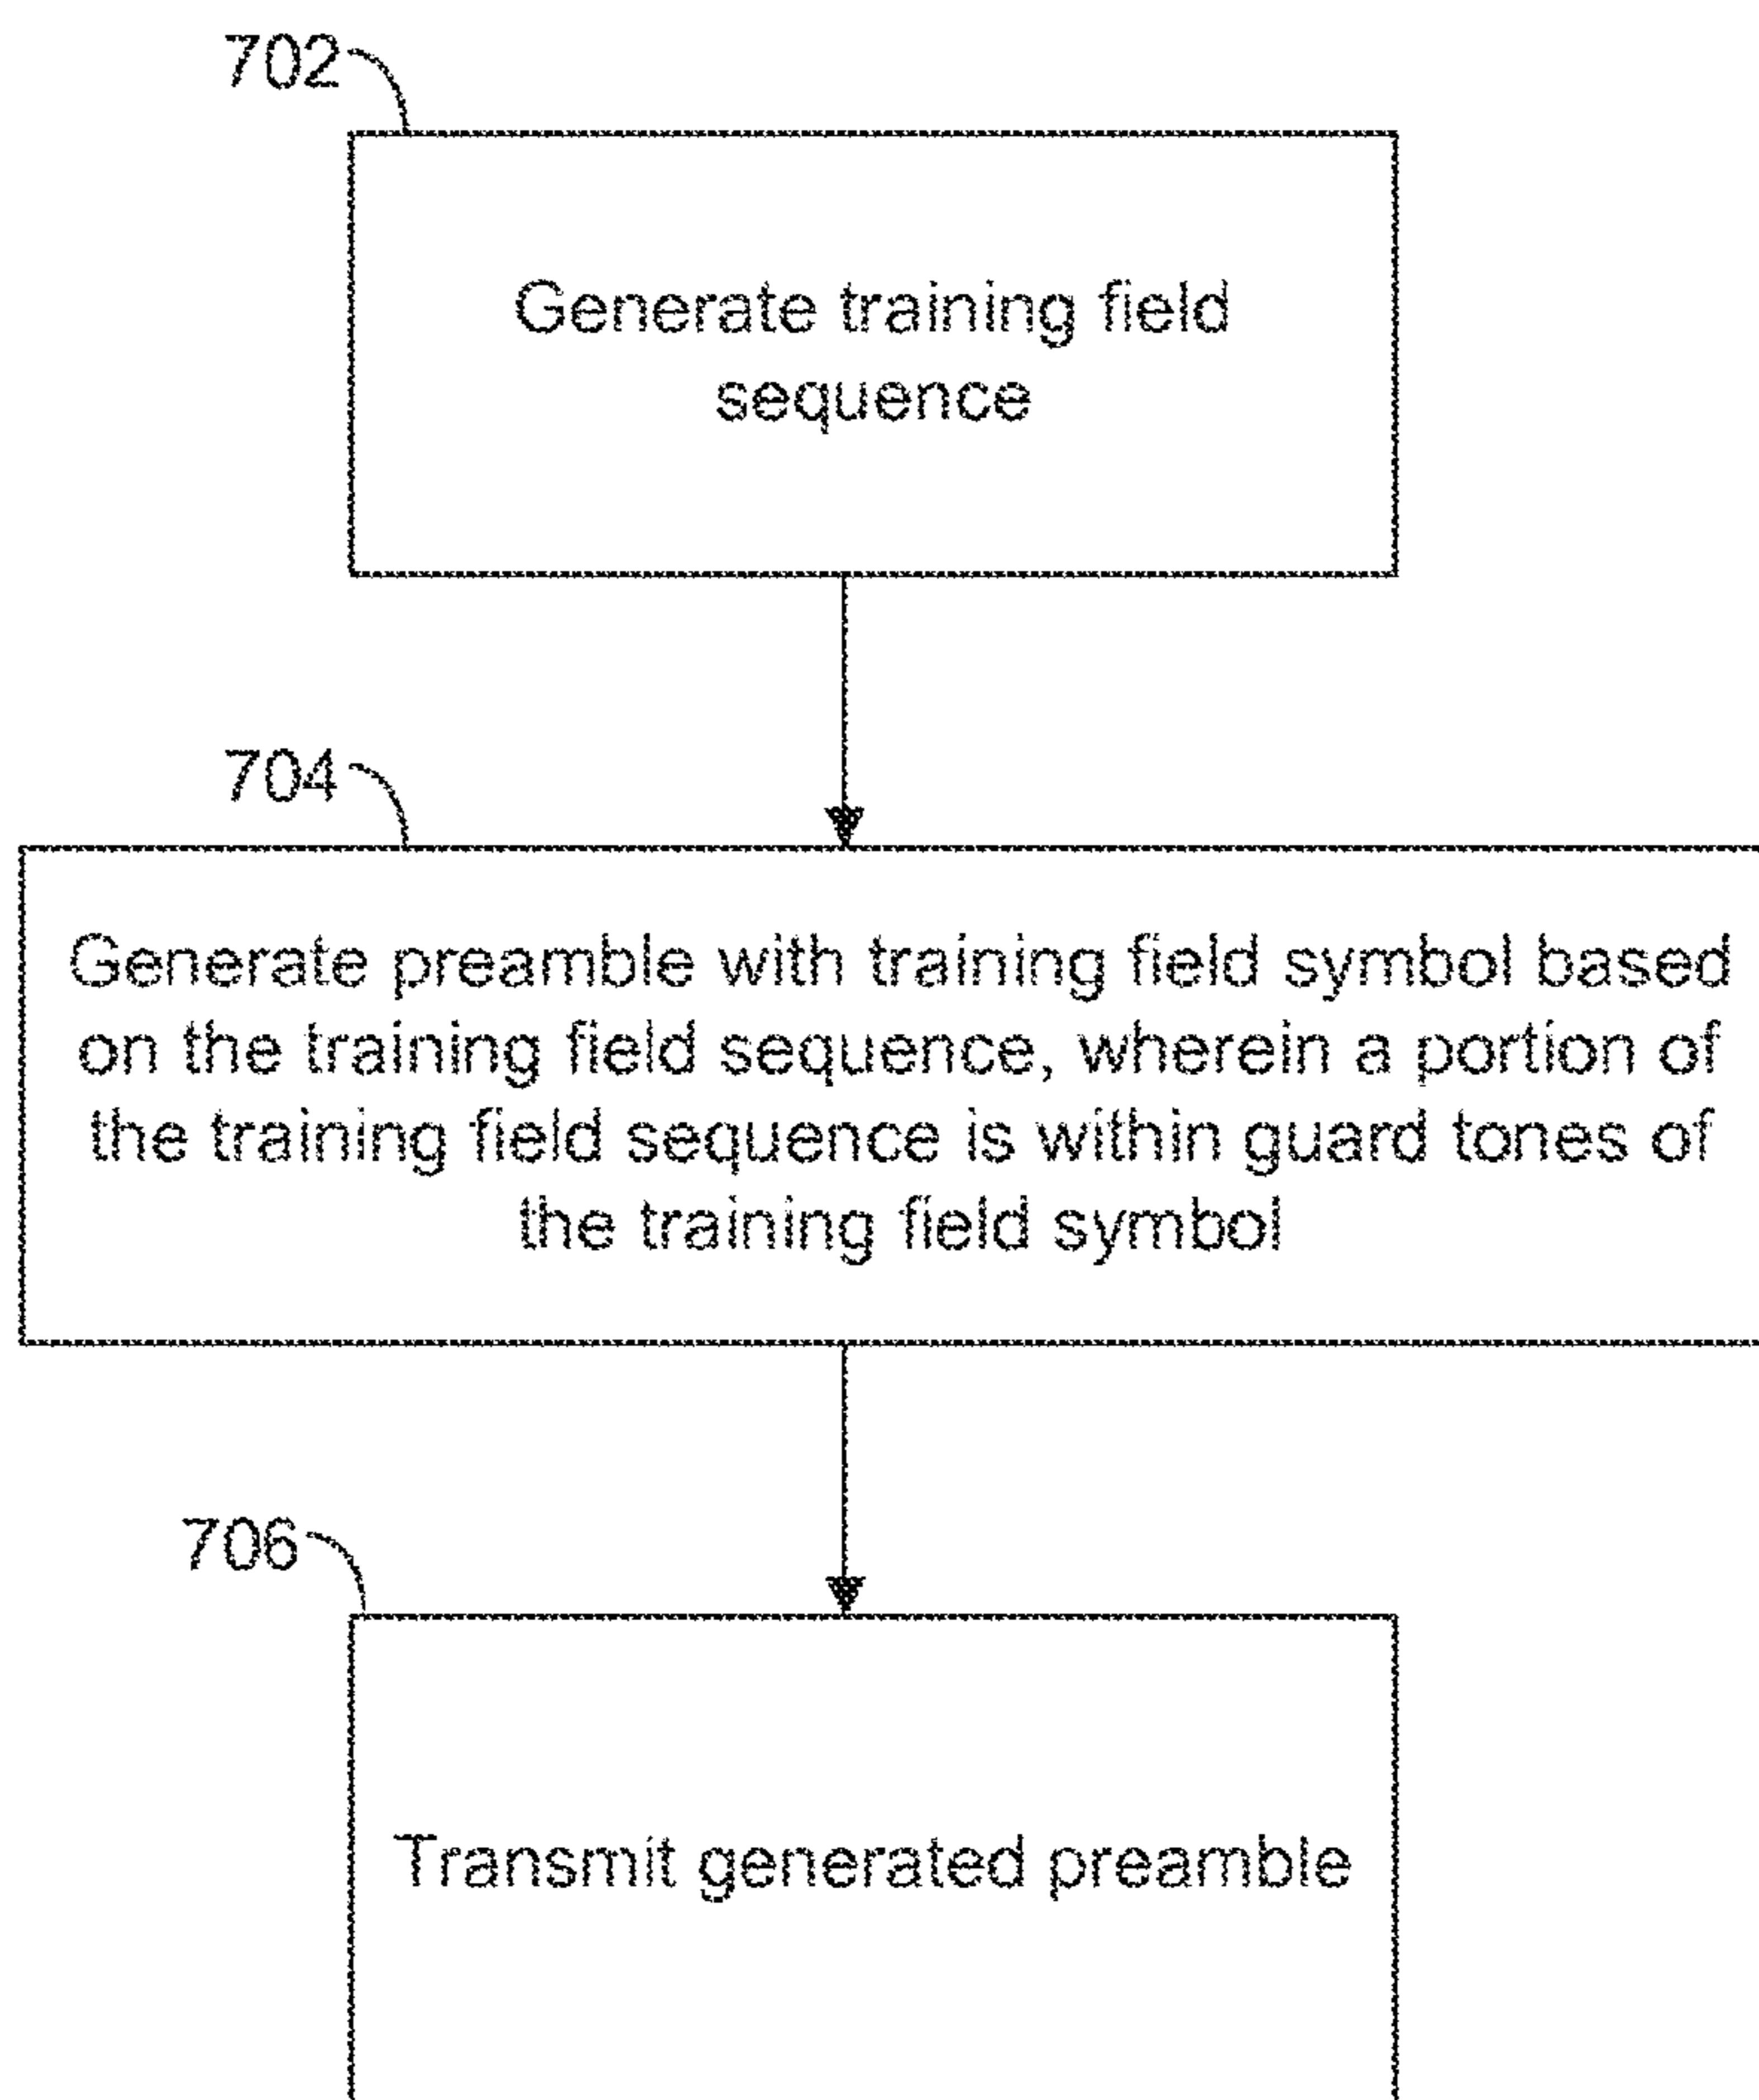 702
Generate training field
sequence
704
Generate preamble with training field symbol based
on the training field sequence, wherein a portion of
the training field sequence is within guard tones of
the training field symbol
706
Transmit generated preamble